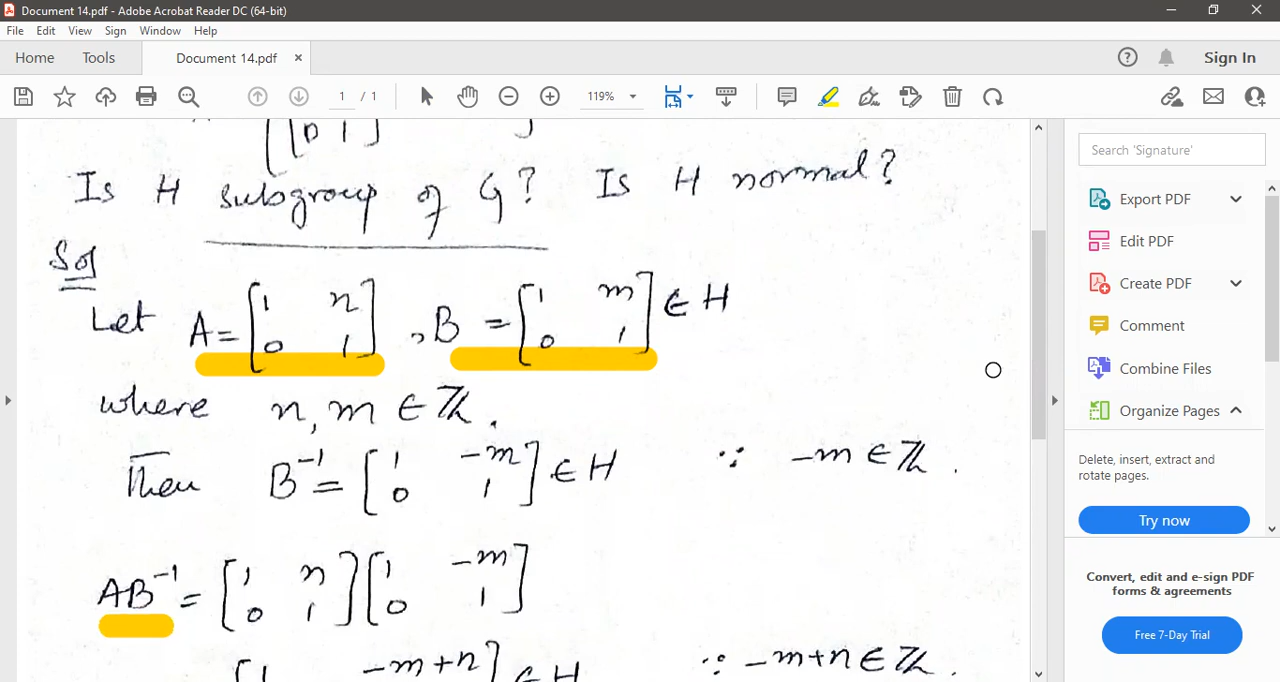 Document 14.pdf - Adobe Acrobat Reader DC (64-bit)
File Edit View Sign Window Help
Home Tools Document 14.pdf × Sign In
1 / 1 119%
[0 1]
Is H subgroup of G? Is H normal?
Sol
Let A = [1 n; 0 1], B = [1 m; 0 1] ∈ H
where n, m ∈ ℤ.
Then B⁻¹ = [1 -m; 0 1] ∈ H ∵ -m ∈ ℤ.
AB⁻¹ = [1 n; 0 1] [1 -m; 0 1]
[1 -m+n] ∈ H ∵ -m+n ∈ ℤ.
Search 'Signature'
Export PDF
Edit PDF
Create PDF
Comment
Combine Files
Organize Pages
Delete, insert, extract and
rotate pages.
Try now
Convert, edit and e-sign PDF
forms & agreements
Free 7-Day Trial